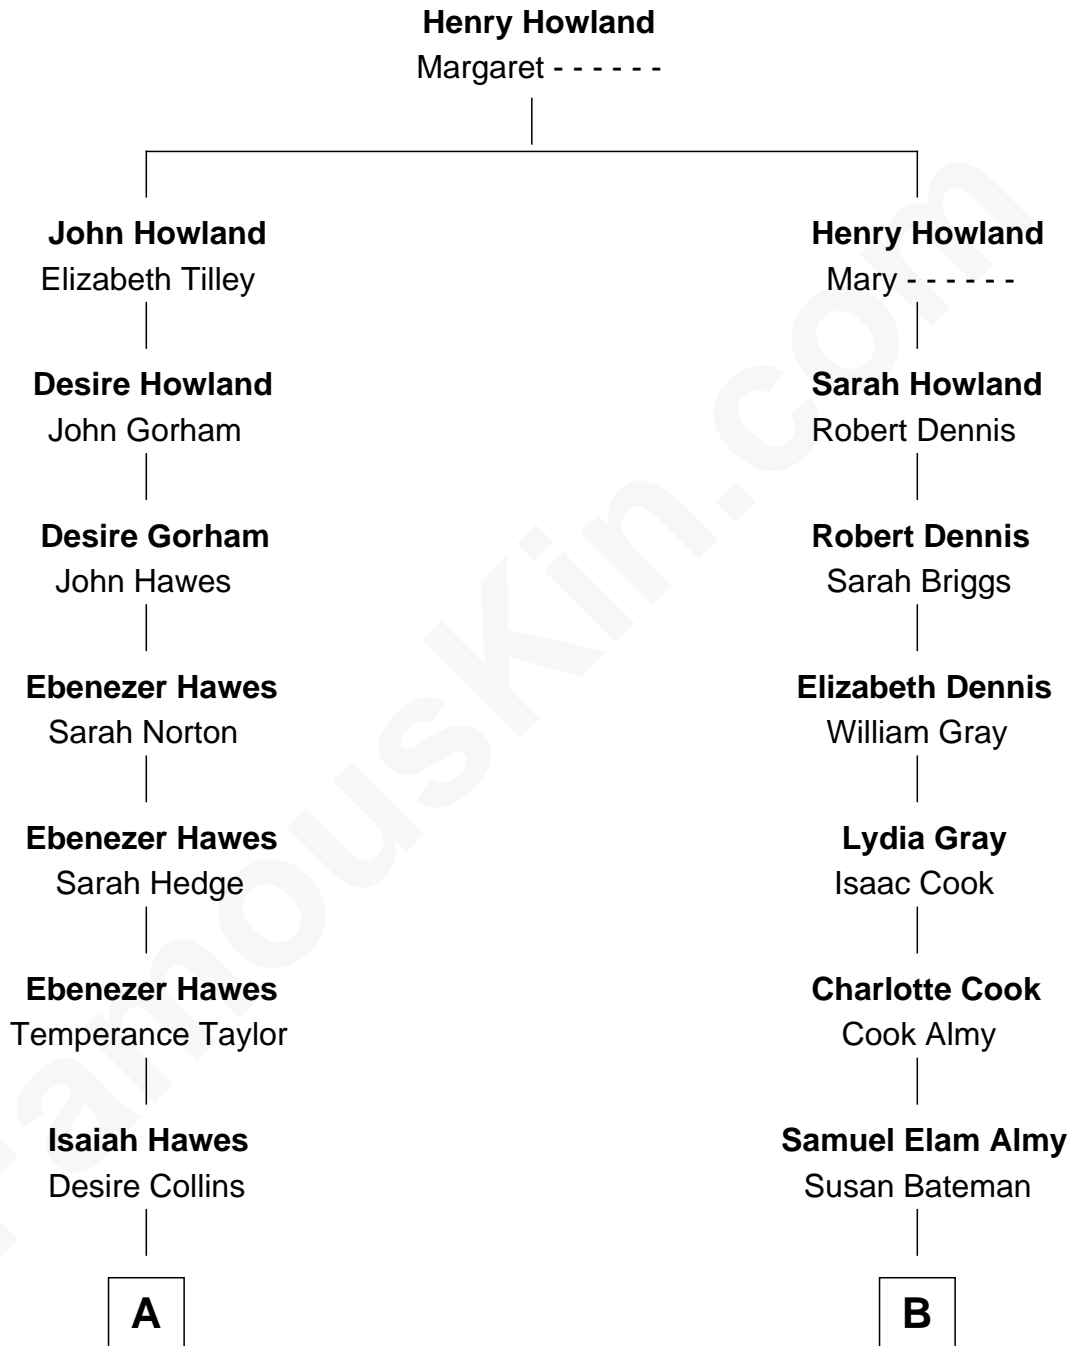 Henry Howland
Margaret - - - - - -
John Howland
Elizabeth Tilley
Henry Howland
Mary - - - - - -
Desire Howland
John Gorham
Sarah Howland
Robert Dennis
Desire Gorham
John Hawes
Robert Dennis
Sarah Briggs
Ebenezer Hawes
Sarah Norton
Elizabeth Dennis
William Gray
Ebenezer Hawes
Sarah Hedge
Lydia Gray
Isaac Cook
Ebenezer Hawes
Temperance Taylor
Charlotte Cook
Cook Almy
Isaiah Hawes
Desire Collins
Samuel Elam Almy
Susan Bateman
A
B
FamousKin.com